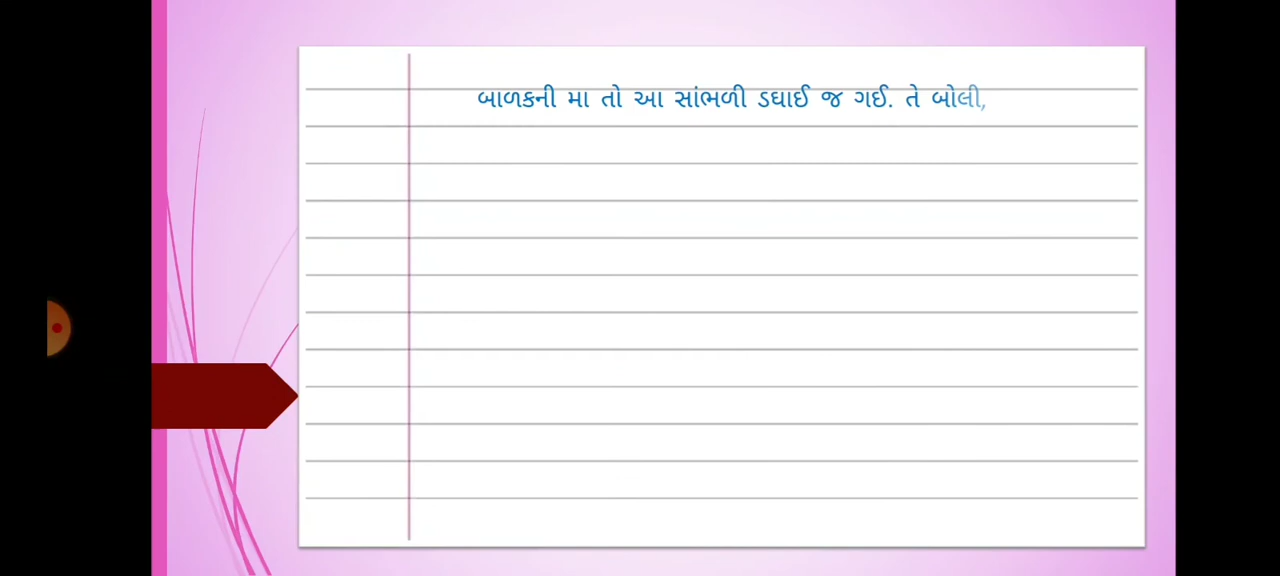 બાળકની મા તો આ સાંભળી ડઘાઈ જ ગઈ. તે બોલી,